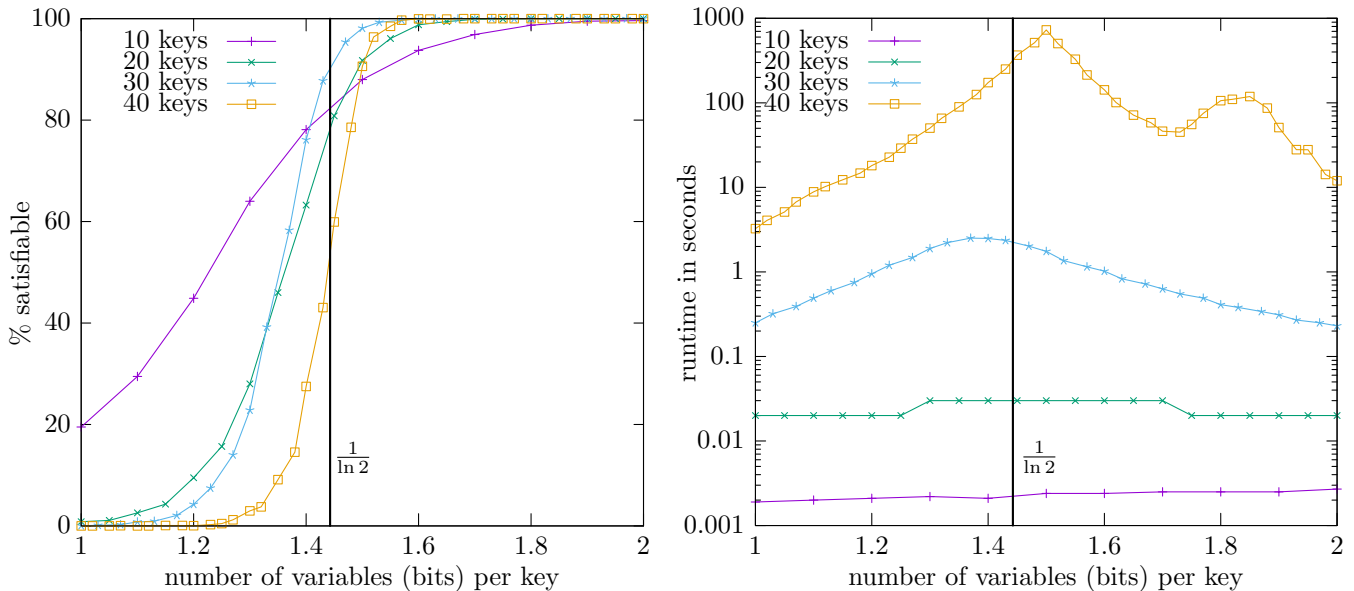 100
80
60
40
20
0
% satisfiable
10 keys
20 keys
30 keys
40 keys
1/ln 2
1 1.2 1.4 1.6 1.8 2
number of variables (bits) per key
1000
100
10
1
0.1
0.01
0.001
runtime in seconds
10 keys
20 keys
30 keys
40 keys
1/ln 2
1 1.2 1.4 1.6 1.8 2
number of variables (bits) per key